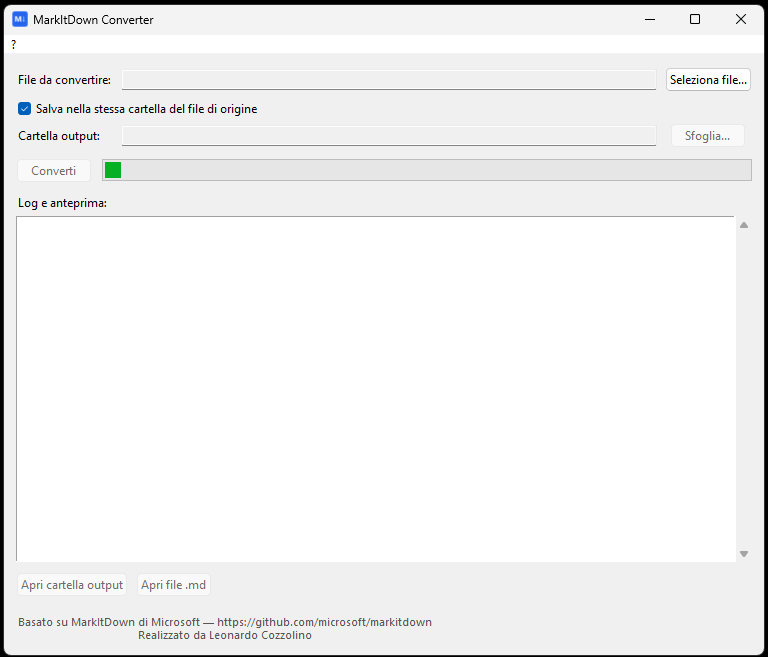 M↓ MarkItDown Converter
?
File da convertire: Seleziona file...
Salva nella stessa cartella del file di origine
Cartella output: Sfoglia...
Converti
Log e anteprima:
Apri cartella output Apri file .md
Basato su MarkItDown di Microsoft — https://github.com/microsoft/markitdown
Realizzato da Leonardo Cozzolino